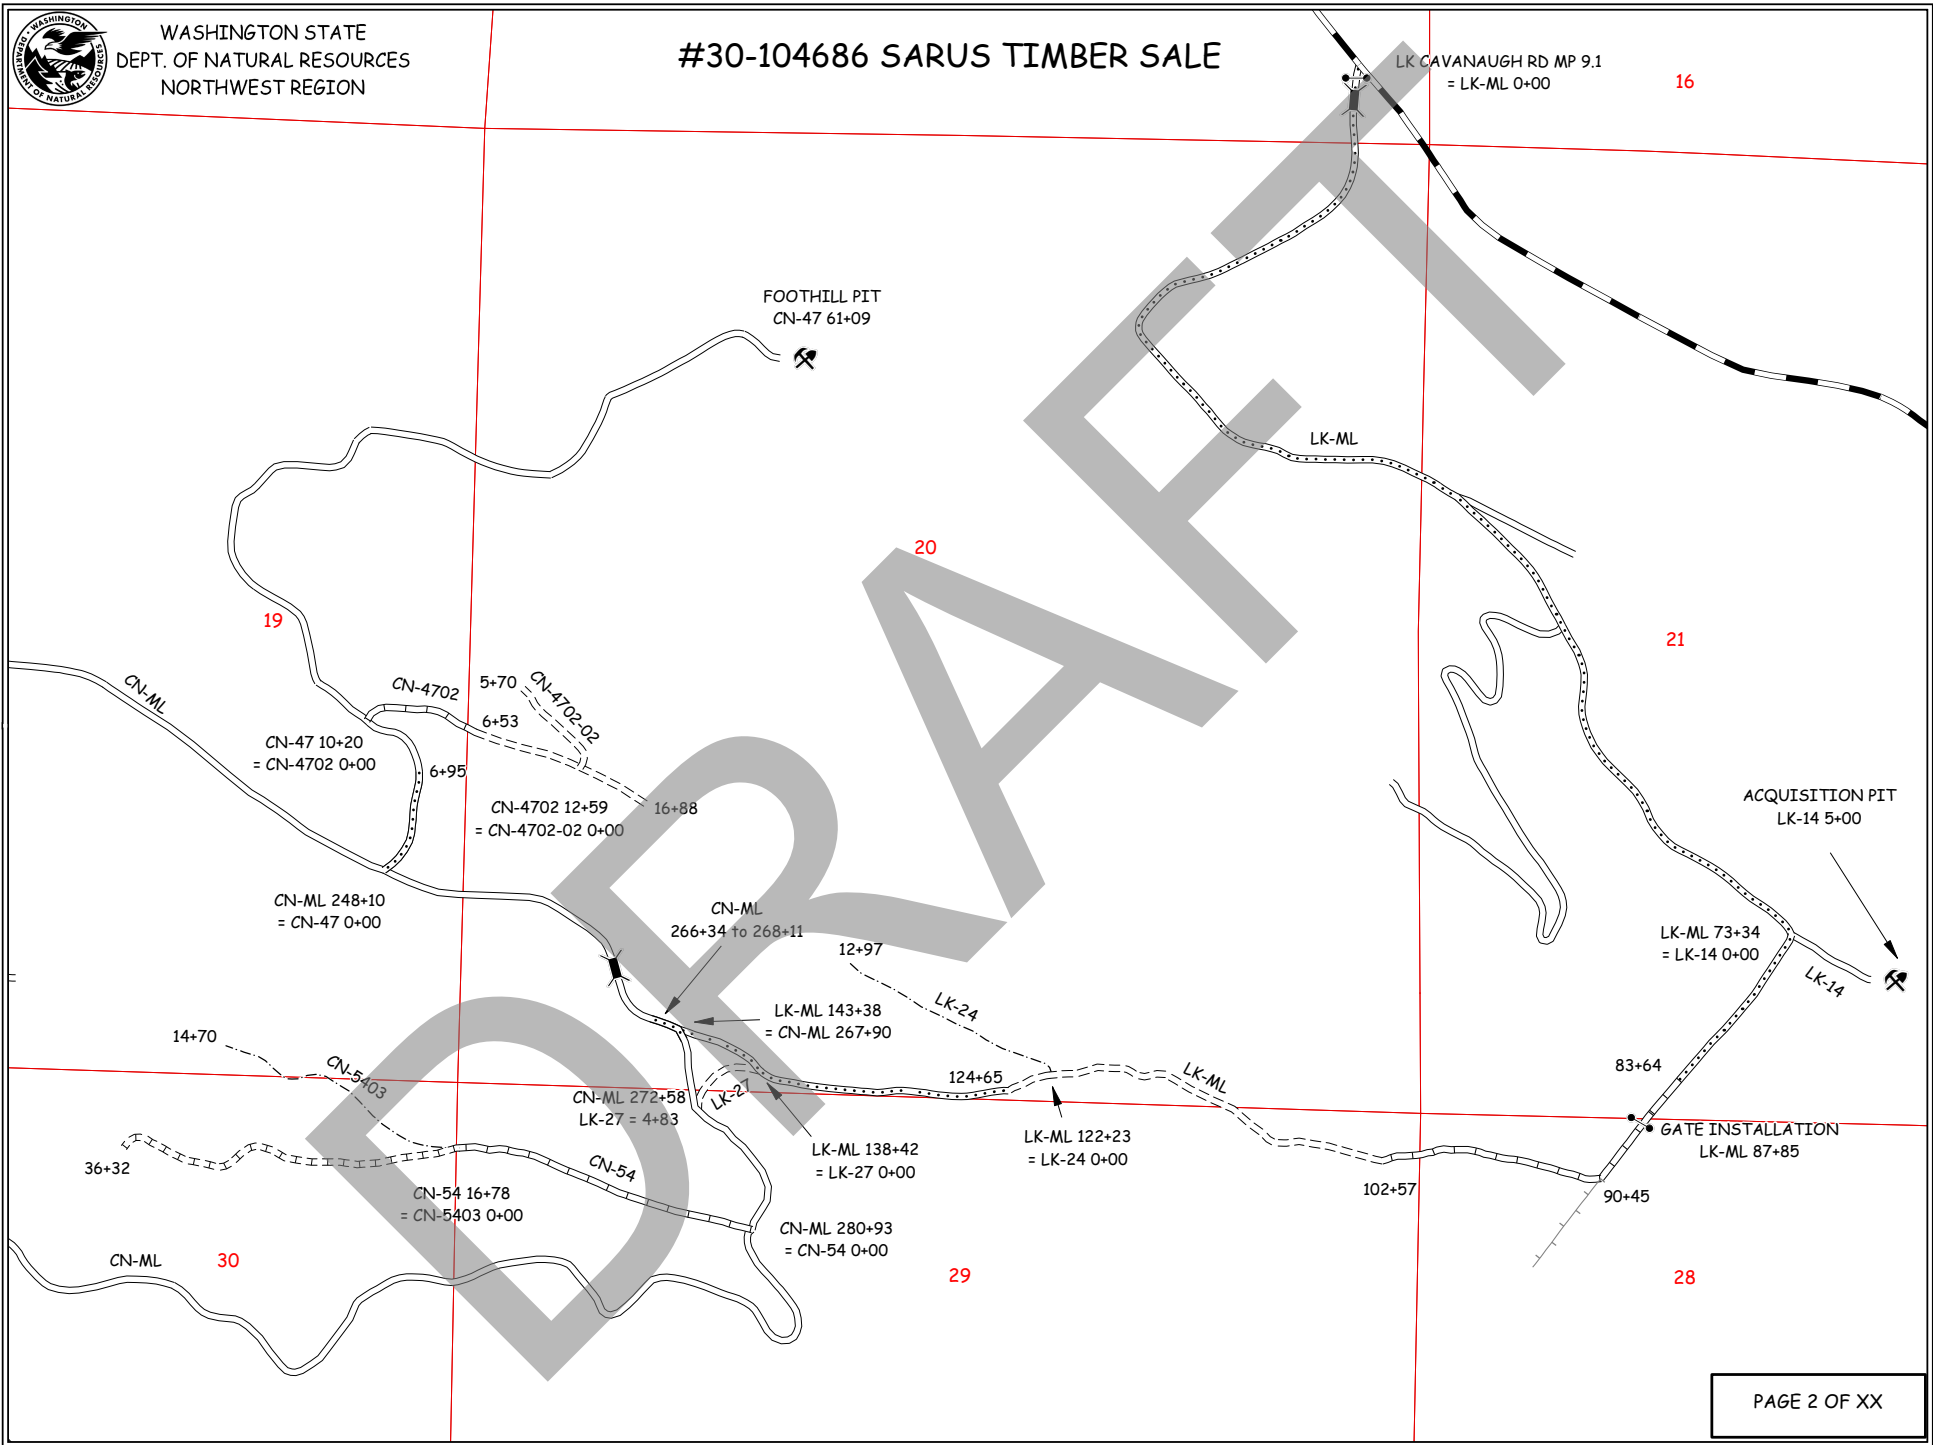 WASHINGTON STATE
DEPT. OF NATURAL RESOURCES
NORTHWEST REGION
WASHINGTON
DEPARTMENT OF NATURAL RESOURCES
#30-104686 SARUS TIMBER SALE
LK CAVANAUGH RD MP 9.1
= LK-ML 0+00
16
FOOTHILL PIT
CN-47 61+09
LK-ML
20
19
21
CN-ML
CN-4702
5+70
CN-4702-02
6+53
CN-47 10+20
= CN-4702 0+00
6+95
CN-4702 12+59
= CN-4702-02 0+00
16+88
ACQUISITION PIT
LK-14 5+00
CN-ML 248+10
= CN-47 0+00
CN-ML
266+34 to 268+11
12+97
LK-24
LK-ML 73+34
= LK-14 0+00
LK-14
LK-ML 143+38
= CN-ML 267+90
14+70
CN-5403
124+65
LK-ML
83+64
CN-ML 272+58
LK-27 = 4+83
LK-27
LK-ML 138+42
= LK-27 0+00
LK-ML 122+23
= LK-24 0+00
GATE INSTALLATION
LK-ML 87+85
36+32
CN-54
CN-54 16+78
= CN-5403 0+00
102+57
90+45
CN-ML 280+93
= CN-54 0+00
CN-ML
30
29
28
DRAFT
PAGE 2 OF XX